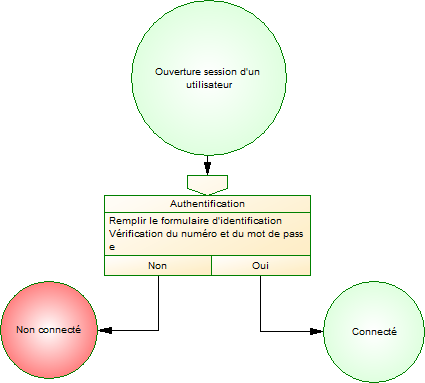 Ouverture session d'un
utilisateur
Authentification
Remplir le formulaire d'identification
Vérification du numéro et du mot de pass
e
Non
Oui
Non connecté
Connecté